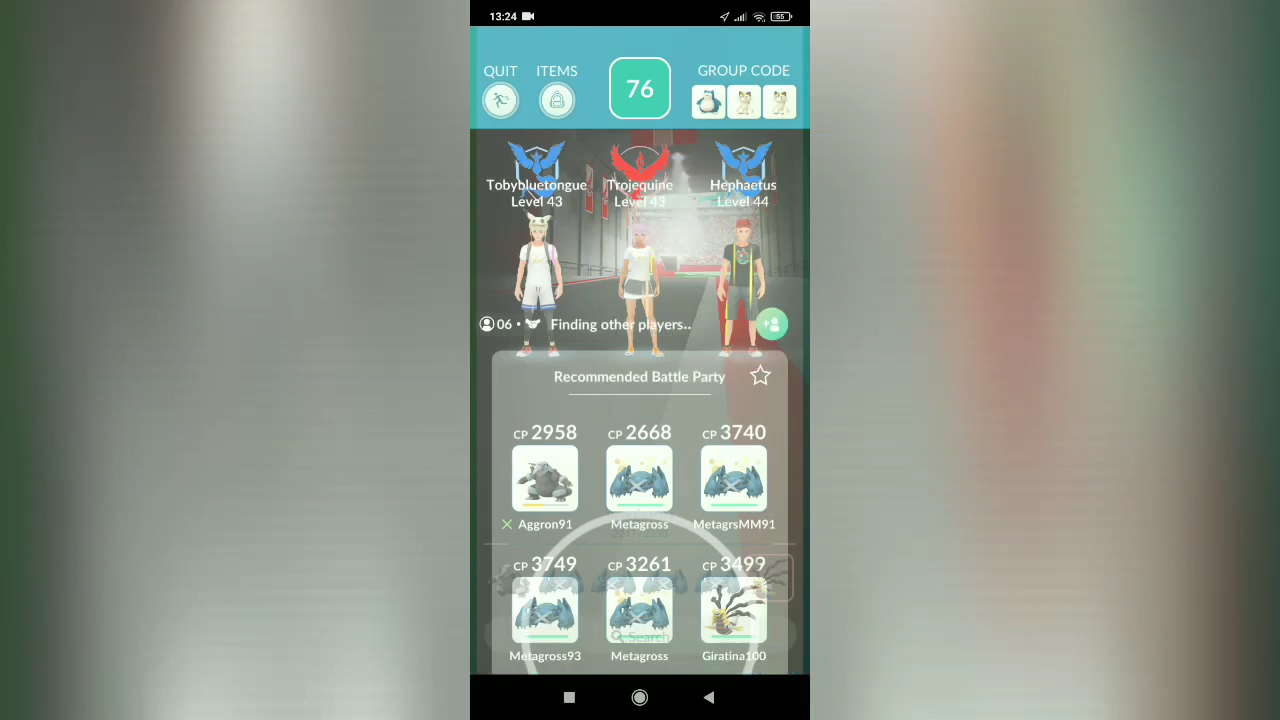 13:24
55
QUIT
ITEMS
76
GROUP CODE
Tobybluetongue
Level 43
Trojequine
Level 43
Hephaetus
Level 44
06 • Finding other players..
Recommended Battle Party
CP 2958
CP 2668
CP 3740
Aggron91
Metagross
MetagrsMM91
CP 3749
CP 3261
CP 3499
Search
Metagross93
Metagross
Giratina100